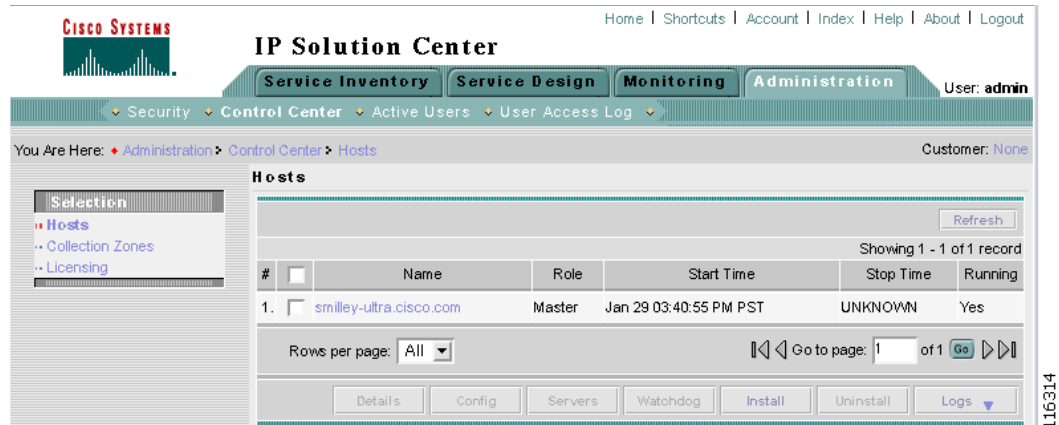 Home | Shortcuts | Account | Index | Help | About | Logout
CISCO SYSTEMS
IP Solution Center
Service Inventory Service Design Monitoring Administration
User: admin
Security Control Center Active Users User Access Log
You Are Here: Administration Control Center Hosts
Customer: None
Hosts
Selection
Hosts
Collection Zones
Licensing
Refresh
Showing 1 - 1 of 1 record
# Name Role Start Time Stop Time Running
1. smilley-ultra.cisco.com Master Jan 29 03:40:55 PM PST UNKNOWN Yes
Rows per page: All
Go to page: 1 of 1 Go
Details Config Servers Watchdog Install Uninstall Logs
116314